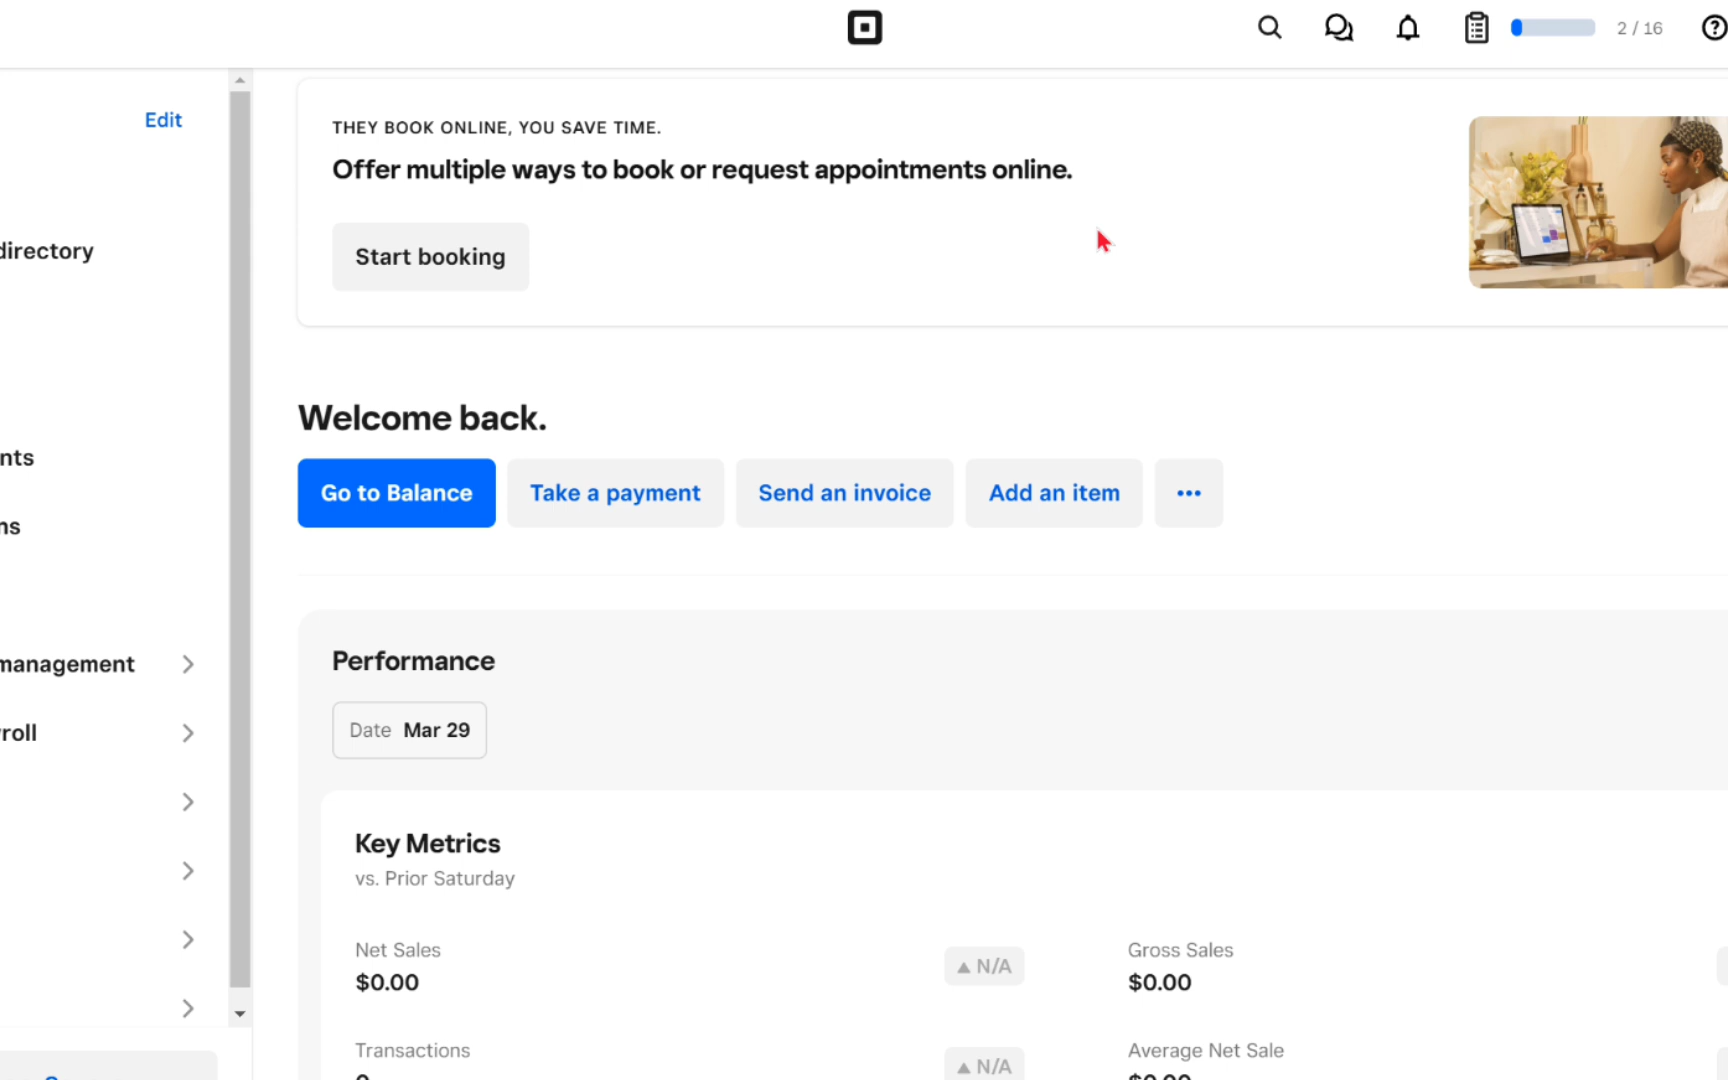 2 / 16
Edit
directory
nts
ns
management
roll
THEY BOOK ONLINE, YOU SAVE TIME.
Offer multiple ways to book or request appointments online.
Start booking
Welcome back.
Go to Balance
Take a payment
Send an invoice
Add an item
Performance
Date Mar 29
Key Metrics
vs. Prior Saturday
Net Sales
$0.00
N/A
Gross Sales
$0.00
Transactions
0
N/A
Average Net Sale
$0.00